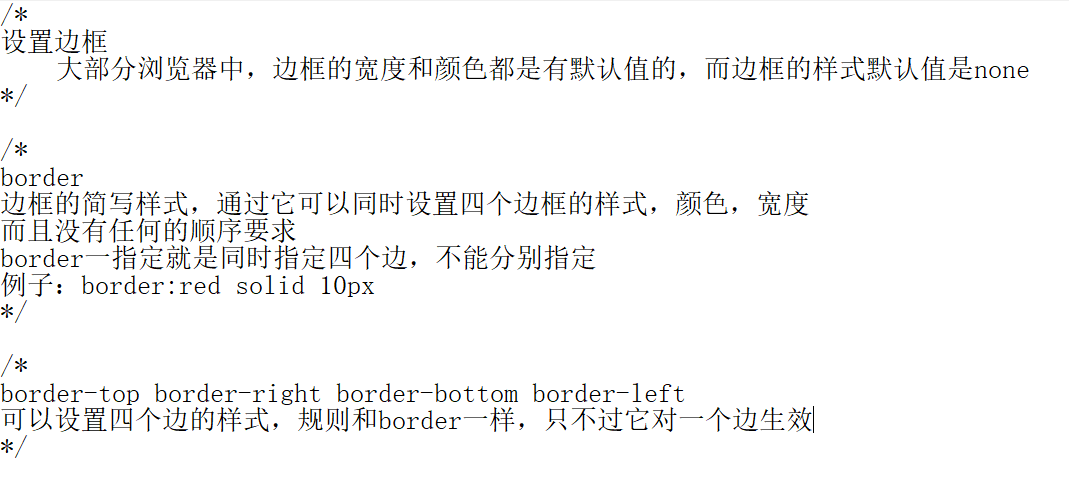 /*
设置边框
    大部分浏览器中，边框的宽度和颜色都是有默认值的，而边框的样式默认值是none
*/

/*
border
边框的简写样式，通过它可以同时设置四个边框的样式，颜色，宽度
而且没有任何的顺序要求
border一指定就是同时指定四个边，不能分别指定
例子：border:red solid 10px
*/

/*
border-top border-right border-bottom border-left
可以设置四个边的样式，规则和border一样，只不过它对一个边生效
*/